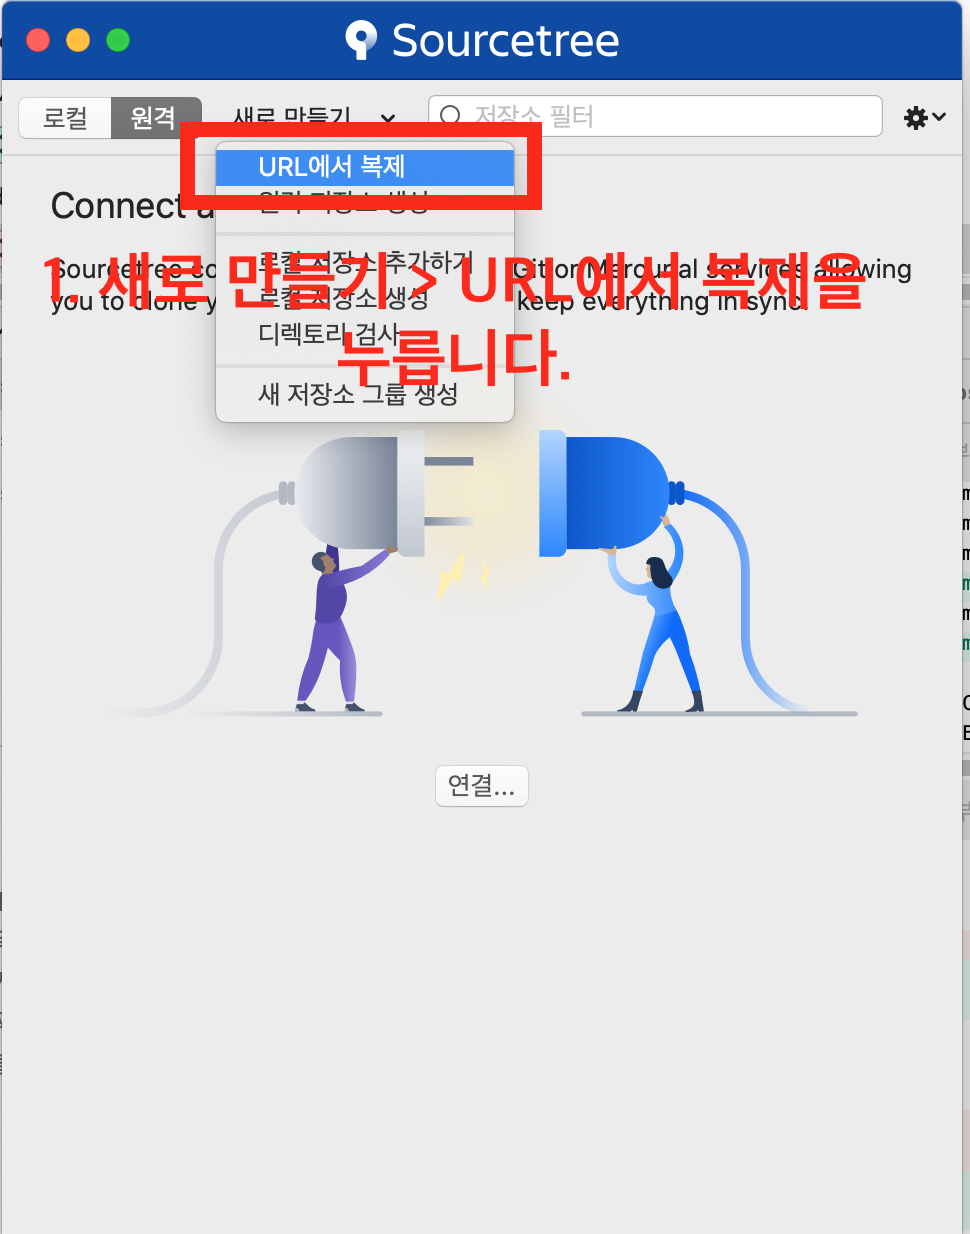 Sourcetree
로컬
원격
새로 만들기
저장소 필터
URL에서 복제
원격 저장소 생성
Connect a
로컬 저장소 추가하기
로컬 저장소 생성
디렉토리 검사
새 저장소 그룹 생성
Sourcetree co Git or Mercurial services allowing
you to clone y keep everything in sync.
1. 새로 만들기 > URL에서 복제을
누릅니다.
연결...